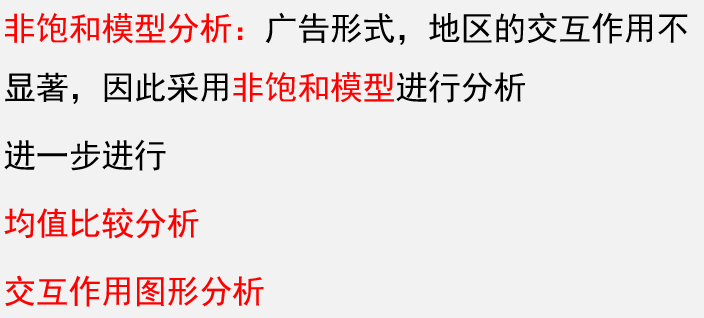 非饱和模型分析：广告形式，地区的交互作用不
显著，因此采用非饱和模型进行分析
进一步进行
均值比较分析
交互作用图形分析